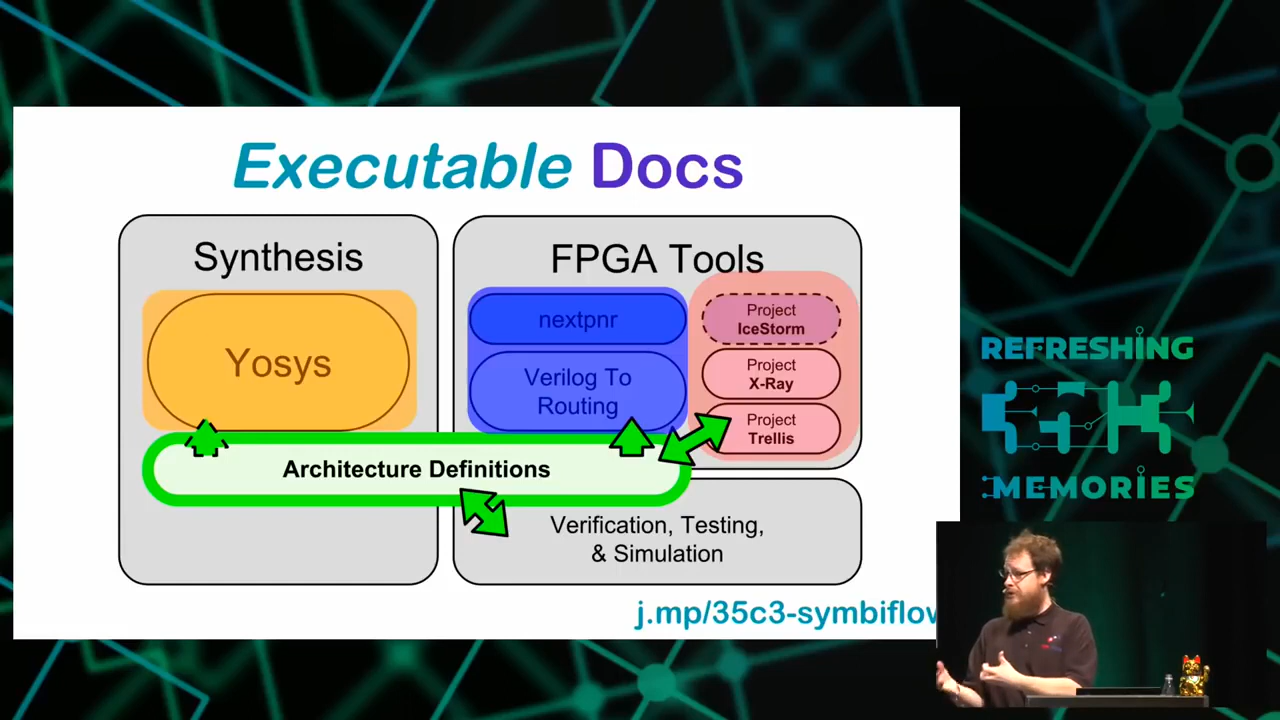 Executable Docs
Synthesis
Yosys
FPGA Tools
nextpnr
Verilog To
Routing
Project
IceStorm
Project
X-Ray
Project
Trellis
Architecture Definitions
Verification, Testing,
& Simulation
j.mp/35c3-symbiflow
REFRESHING
MEMORIES